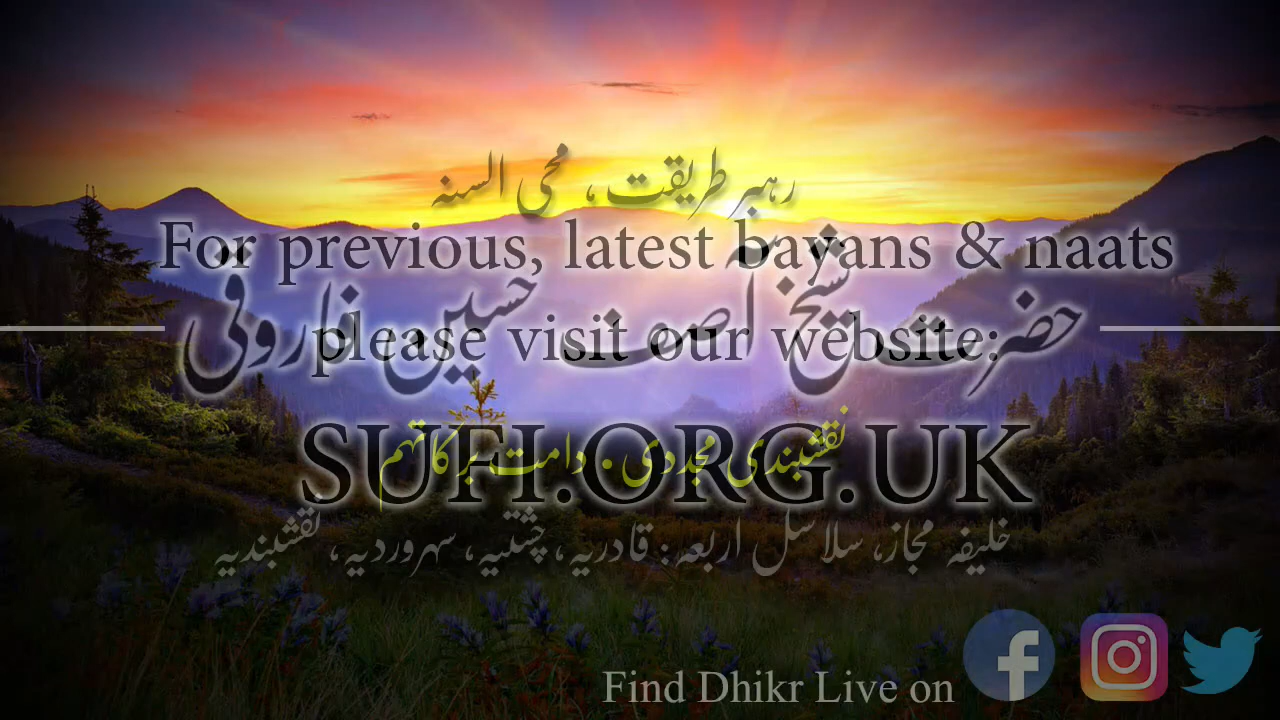 رہبر طریقت، محی السنہ
For previous, latest bayans & naats
حضرت شیخ آصف حسین فاروقی
please visit our website:
نقشبندی مجددی . دامت برکاتہم
SUFI.ORG.UK
خلیفہ مجاز، سلاسل اربعہ: قادریہ، چشتیہ، سہروردیہ، نقشبندیہ
Find Dhikr Live on